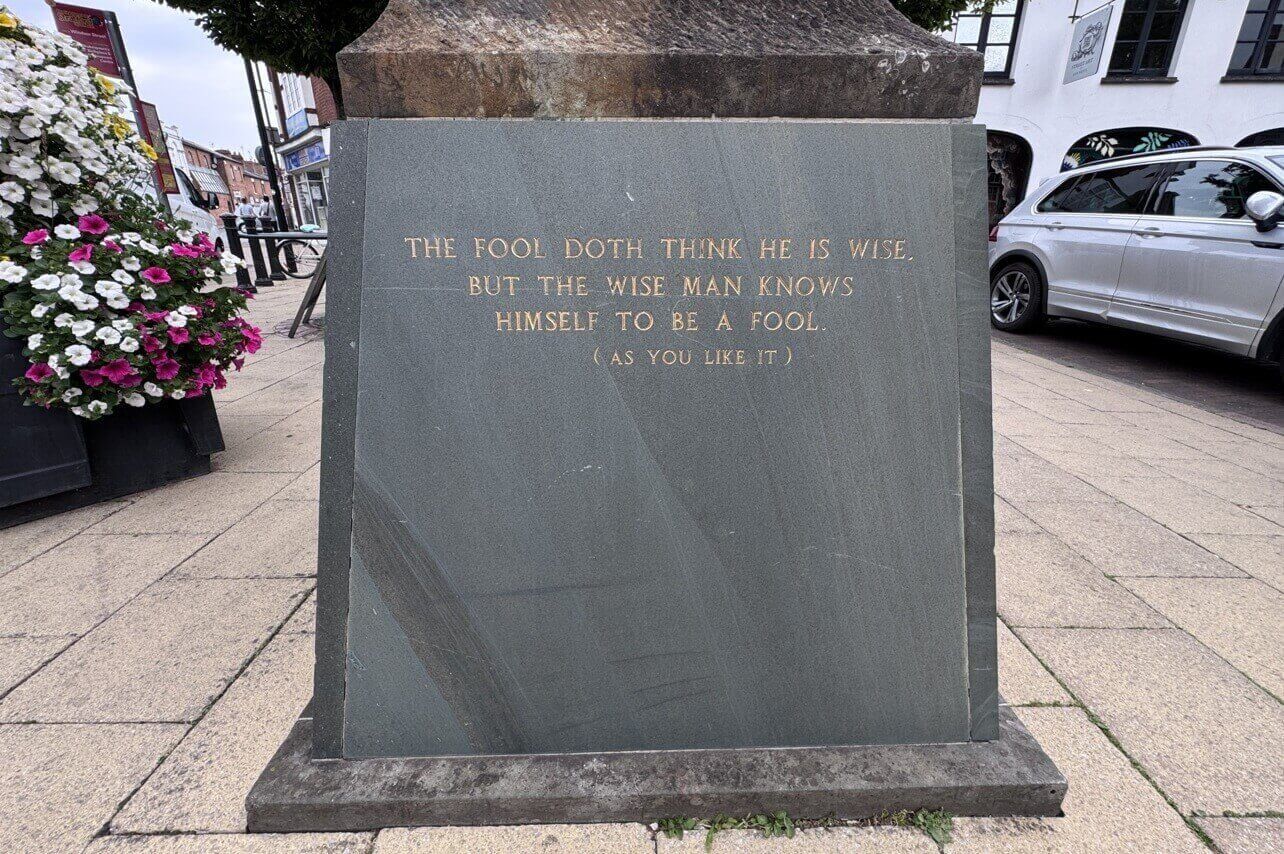 THE FOOL DOTH THINK HE IS WISE,
BUT THE WISE MAN KNOWS
HIMSELF TO BE A FOOL.
(AS YOU LIKE IT)